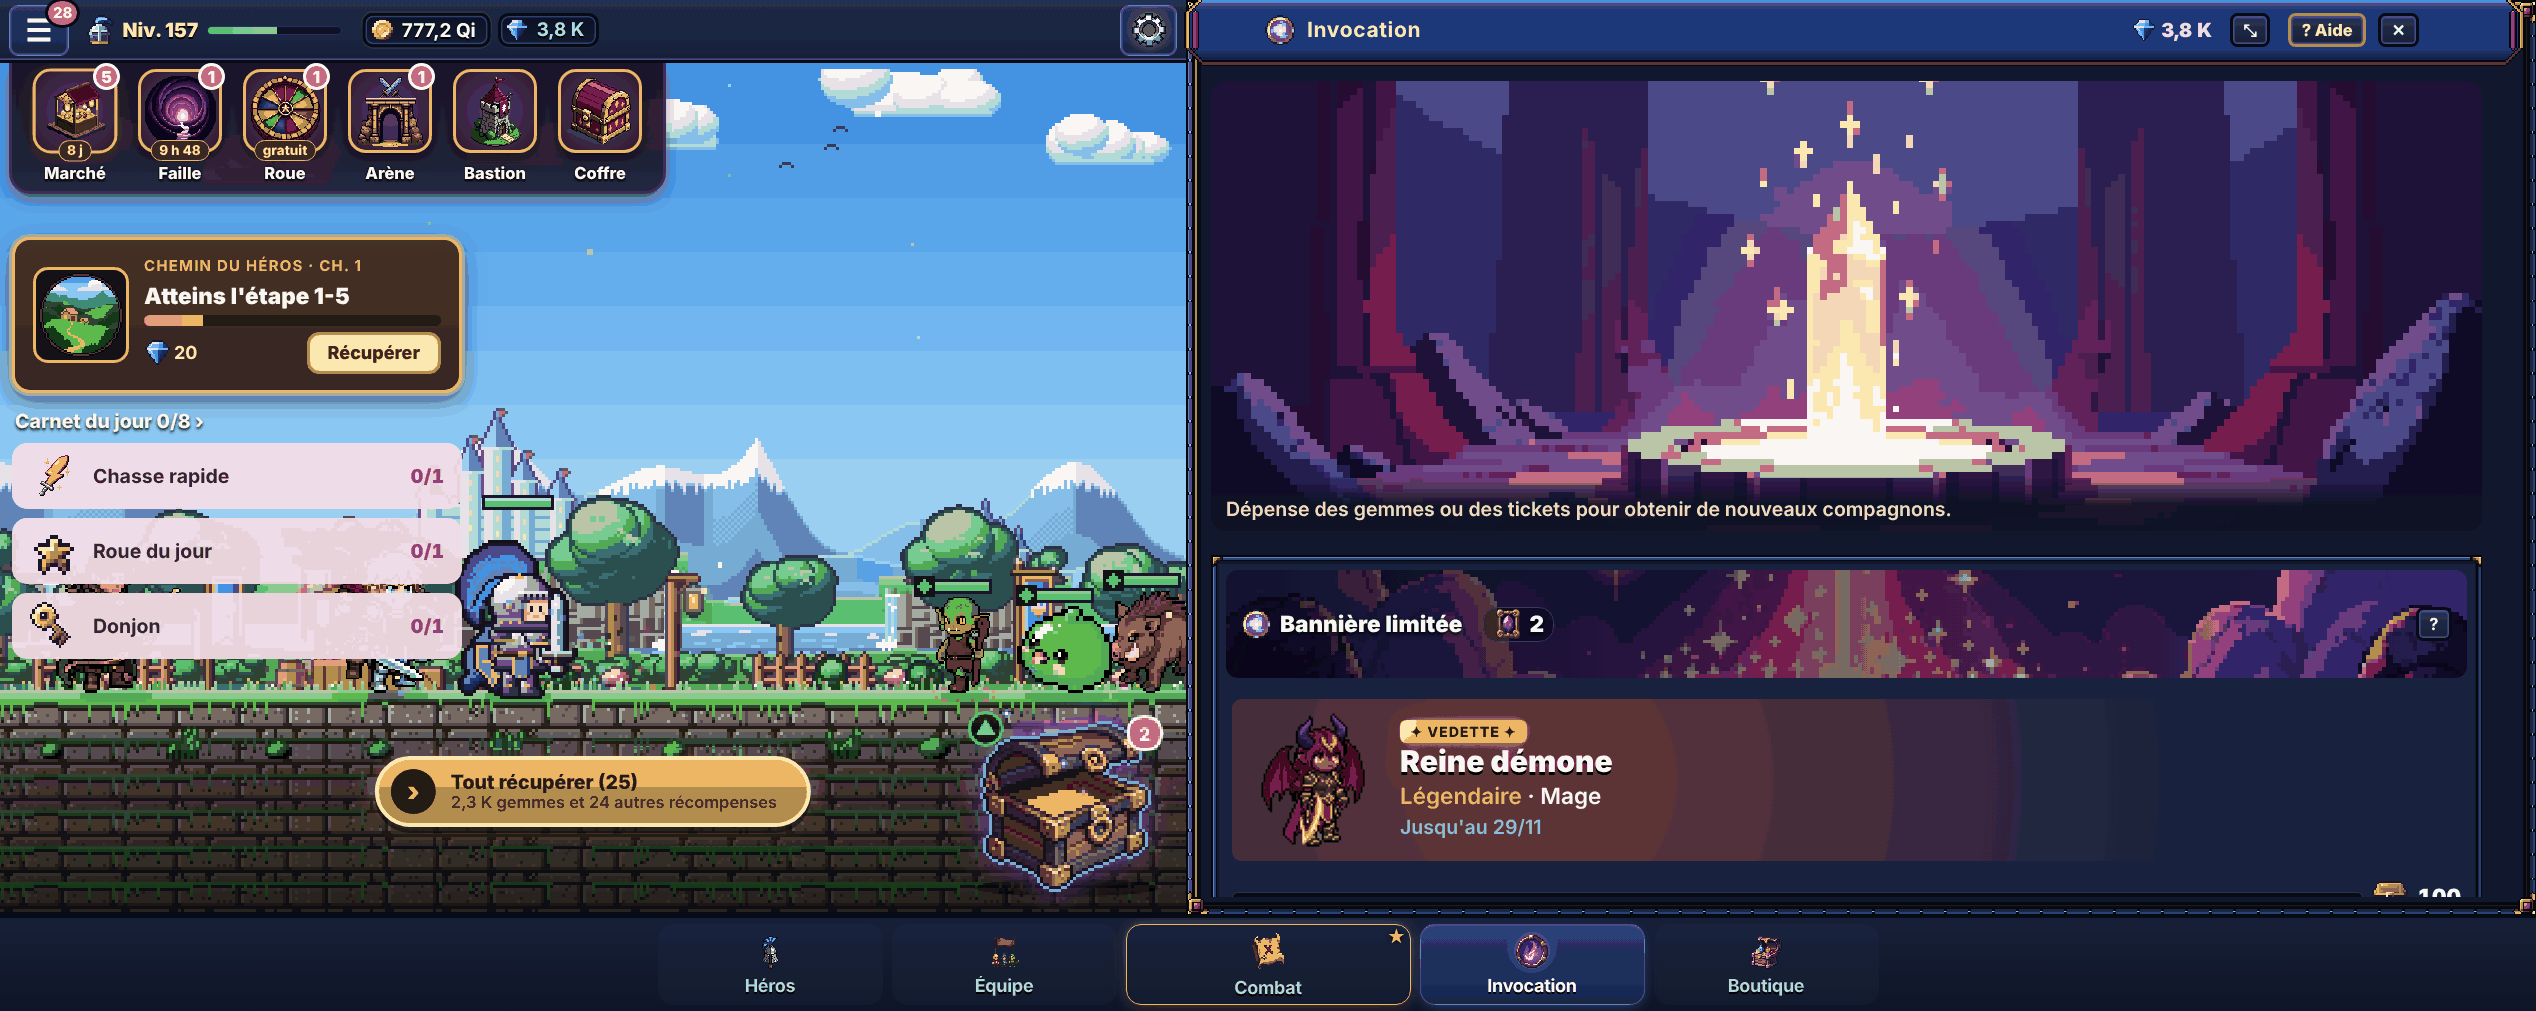 28
Niv. 157
777,2 Qi
3,8 K
5
1
1
1
8 j
9 h 48
gratuit
Marché
Faille
Roue
Arène
Bastion
Coffre
CHEMIN DU HÉROS · CH. 1
Atteins l'étape 1-5
20
Récupérer
Carnet du jour 0/8 ›
Chasse rapide 0/1
Roue du jour 0/1
Donjon 0/1
2
Tout récupérer (25)
2,3 K gemmes et 24 autres récompenses
Invocation
3,8 K
? Aide
Dépense des gemmes ou des tickets pour obtenir de nouveaux compagnons.
Bannière limitée
2
?
✦ VEDETTE ✦
Reine démone
Légendaire · Mage
Jusqu'au 29/11
100
Héros
Équipe
Combat
Invocation
Boutique